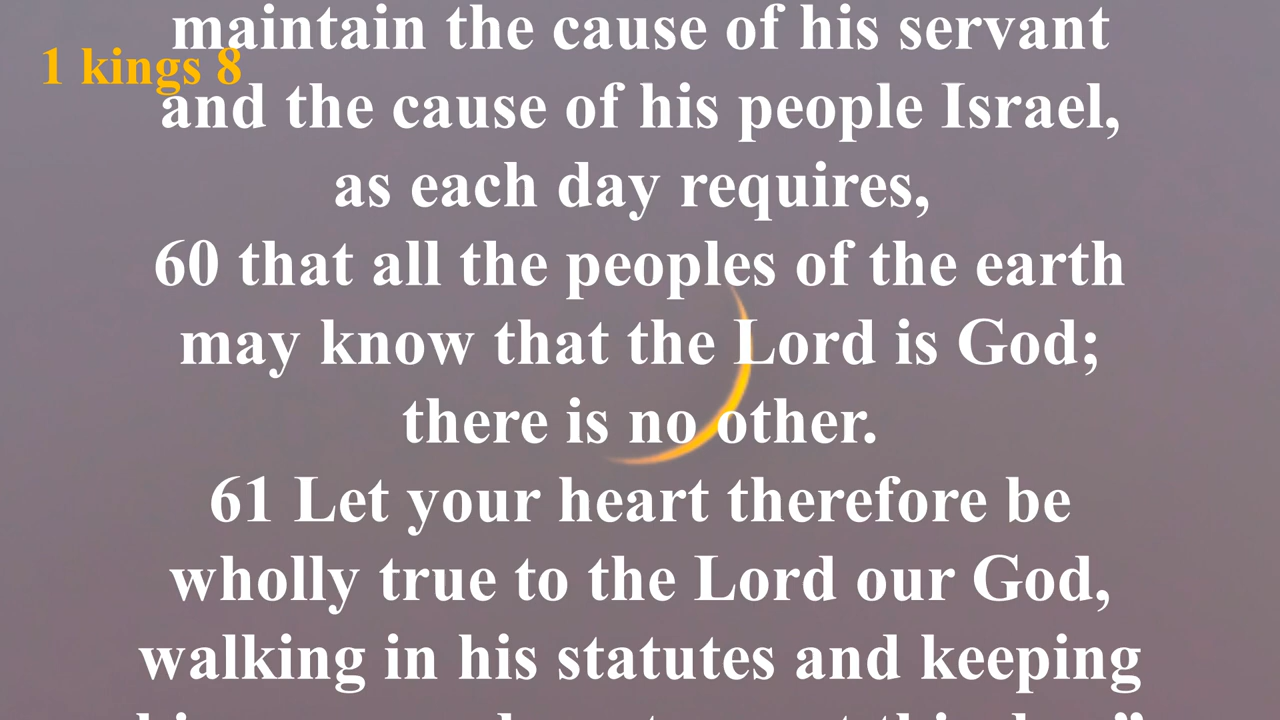 maintain the cause of his servant
1 kings 8
and the cause of his people Israel,
as each day requires,
60 that all the peoples of the earth
may know that the Lord is God;
there is no other.
61 Let your heart therefore be
wholly true to the Lord our God,
walking in his statutes and keeping